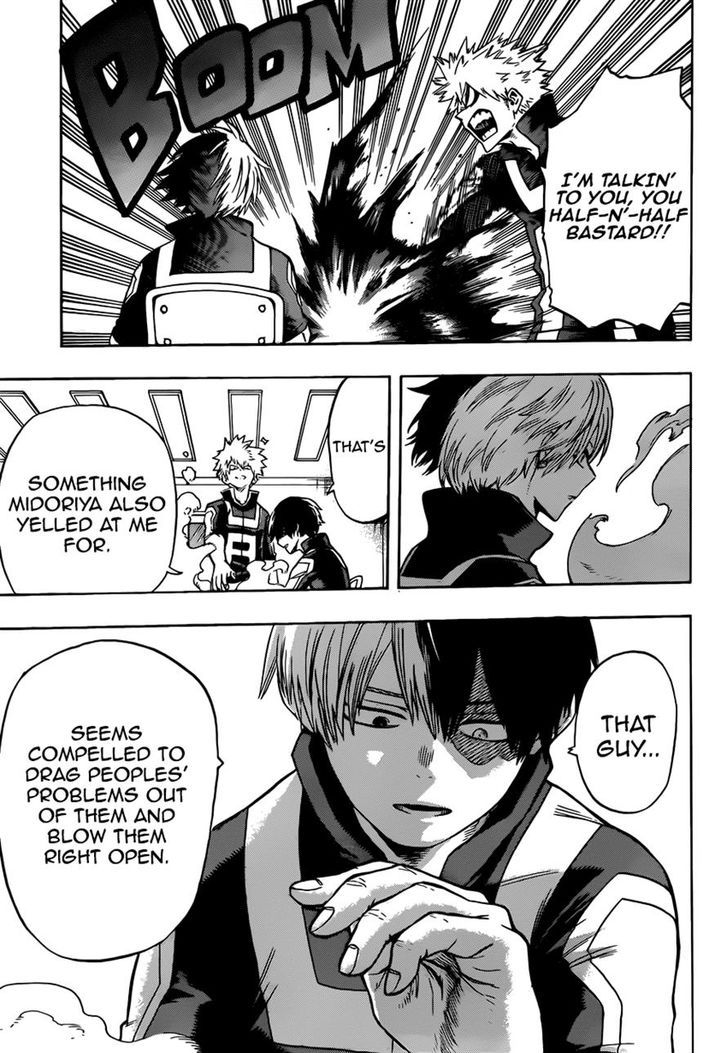 BOOM
I'M TALKIN'
TO YOU, YOU
HALF-N'-HALF
BASTARD!!
THAT'S
SOMETHING
MIDORIYA ALSO
YELLED AT ME
FOR.
THAT
GUY...
SEEMS
COMPELLED TO
DRAG PEOPLES'
PROBLEMS OUT
OF THEM AND
BLOW THEM
RIGHT OPEN.